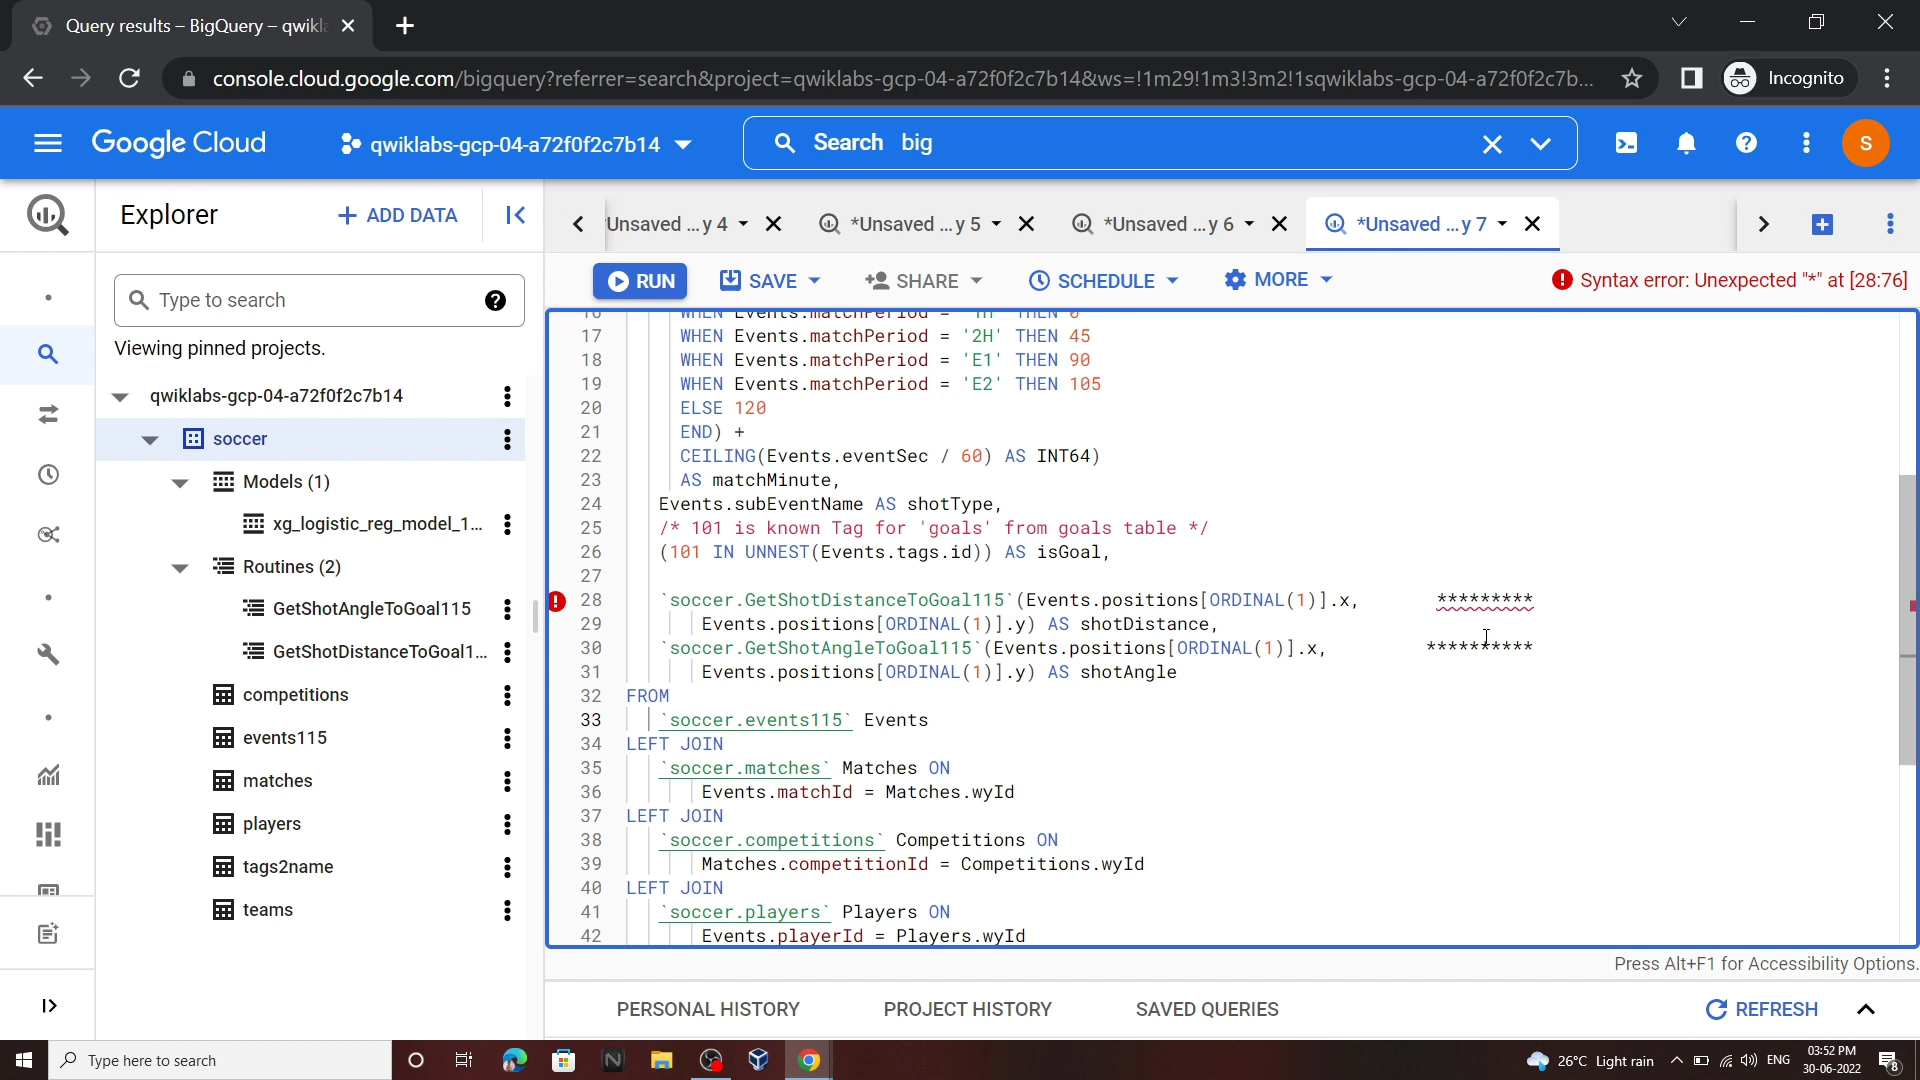 Query results – BigQuery – qwikla
console.cloud.google.com/bigquery?referrer=search&project=qwiklabs-gcp-04-a72f0f2c7b14&ws=!1m29!1m3!3m2!1sqwiklabs-gcp-04-a72f0f2c7b...
Incognito
Google Cloud
qwiklabs-gcp-04-a72f0f2c7b14
Search big
S
Explorer
+ ADD DATA
*Unsaved ...y 4
*Unsaved ...y 5
*Unsaved ...y 6
*Unsaved ...y 7
RUN
SAVE
SHARE
SCHEDULE
MORE
Syntax error: Unexpected "*" at [28:76]
Type to search
Viewing pinned projects.
qwiklabs-gcp-04-a72f0f2c7b14
soccer
Models (1)
xg_logistic_reg_model_1...
Routines (2)
GetShotAngleToGoal115
GetShotDistanceToGoal1...
competitions
events115
matches
players
tags2name
teams
16 WHEN Events.matchPeriod = '1H' THEN 0
17 WHEN Events.matchPeriod = '2H' THEN 45
18 WHEN Events.matchPeriod = 'E1' THEN 90
19 WHEN Events.matchPeriod = 'E2' THEN 105
20 ELSE 120
21 END) +
22 CEILING(Events.eventSec / 60) AS INT64)
23 AS matchMinute,
24 Events.subEventName AS shotType,
25 /* 101 is known Tag for 'goals' from goals table */
26 (101 IN UNNEST(Events.tags.id)) AS isGoal,
27
28 `soccer.GetShotDistanceToGoal115`(Events.positions[ORDINAL(1)].x, *********
29 Events.positions[ORDINAL(1)].y) AS shotDistance,
30 `soccer.GetShotAngleToGoal115`(Events.positions[ORDINAL(1)].x, **********
31 Events.positions[ORDINAL(1)].y) AS shotAngle
32 FROM
33 `soccer.events115` Events
34 LEFT JOIN
35 `soccer.matches` Matches ON
36 Events.matchId = Matches.wyId
37 LEFT JOIN
38 `soccer.competitions` Competitions ON
39 Matches.competitionId = Competitions.wyId
40 LEFT JOIN
41 `soccer.players` Players ON
42 Events.playerId = Players.wyId
Press Alt+F1 for Accessibility Options.
PERSONAL HISTORY
PROJECT HISTORY
SAVED QUERIES
REFRESH
Type here to search
26°C Light rain
ENG
03:52 PM
30-06-2022
8